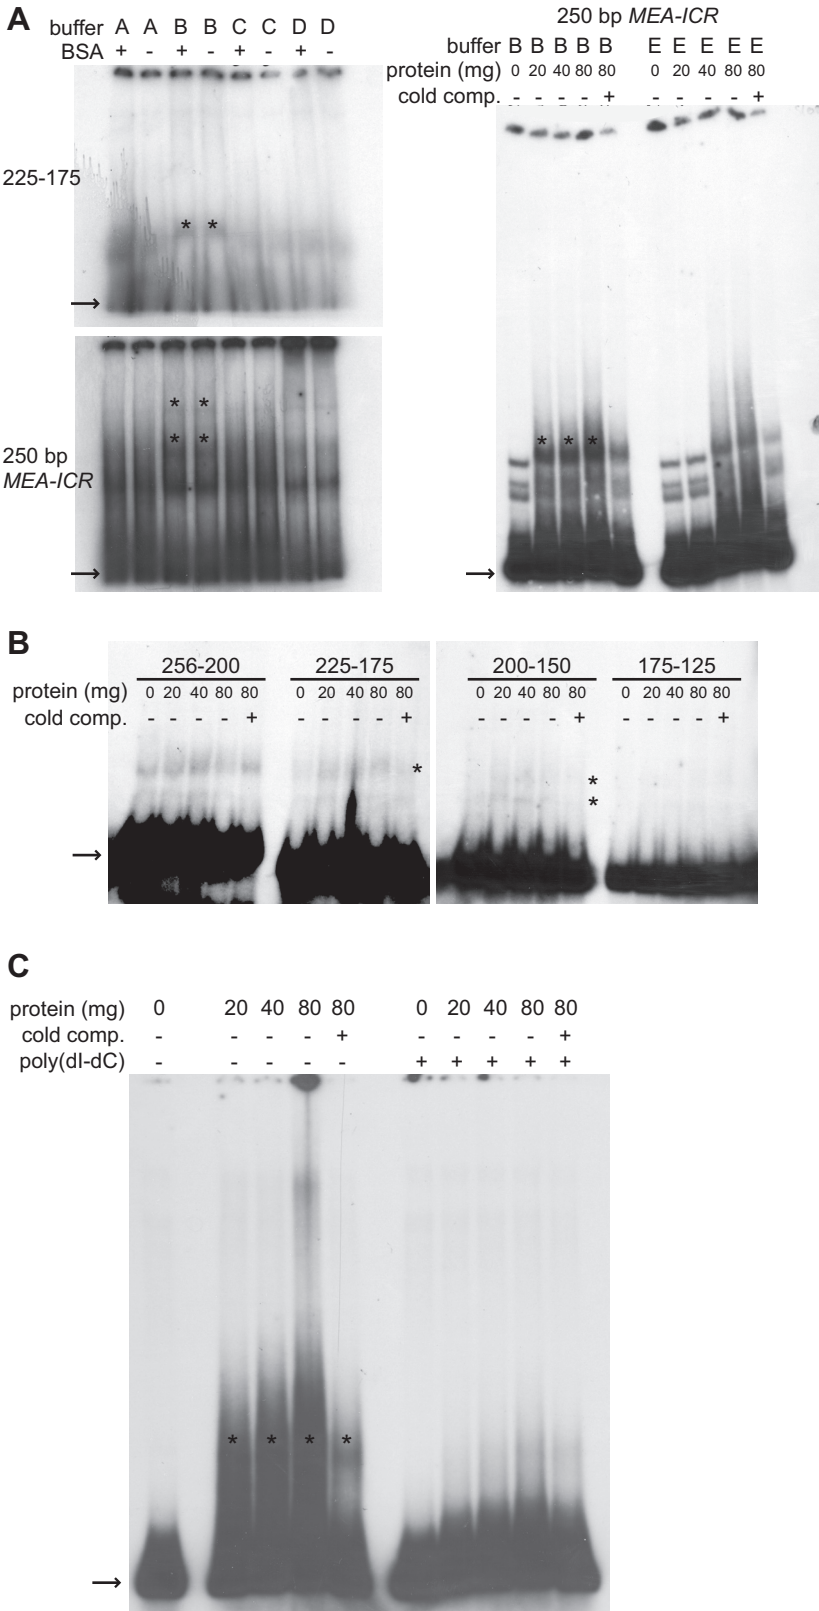 A
buffer A A B B C C D D
BSA + - + - + - + -
225-175
* *
→
* *
* *
250 bp
MEA-ICR
→
250 bp MEA-ICR
buffer B B B B B E E E E E
protein (mg) 0 20 40 80 80 0 20 40 80 80
cold comp. - - - - + - - - - +
* * *
→
B
256-200 225-175 200-150 175-125
protein (mg) 0 20 40 80 80 0 20 40 80 80 0 20 40 80 80 0 20 40 80 80
cold comp. - - - - + - - - - + - - - - + - - - - +
*
*
*
→
C
protein (mg) 0 20 40 80 80 0 20 40 80 80
cold comp. - - - - + - - - - +
poly(dI-dC) - - - - - + + + + +
* * * *
→